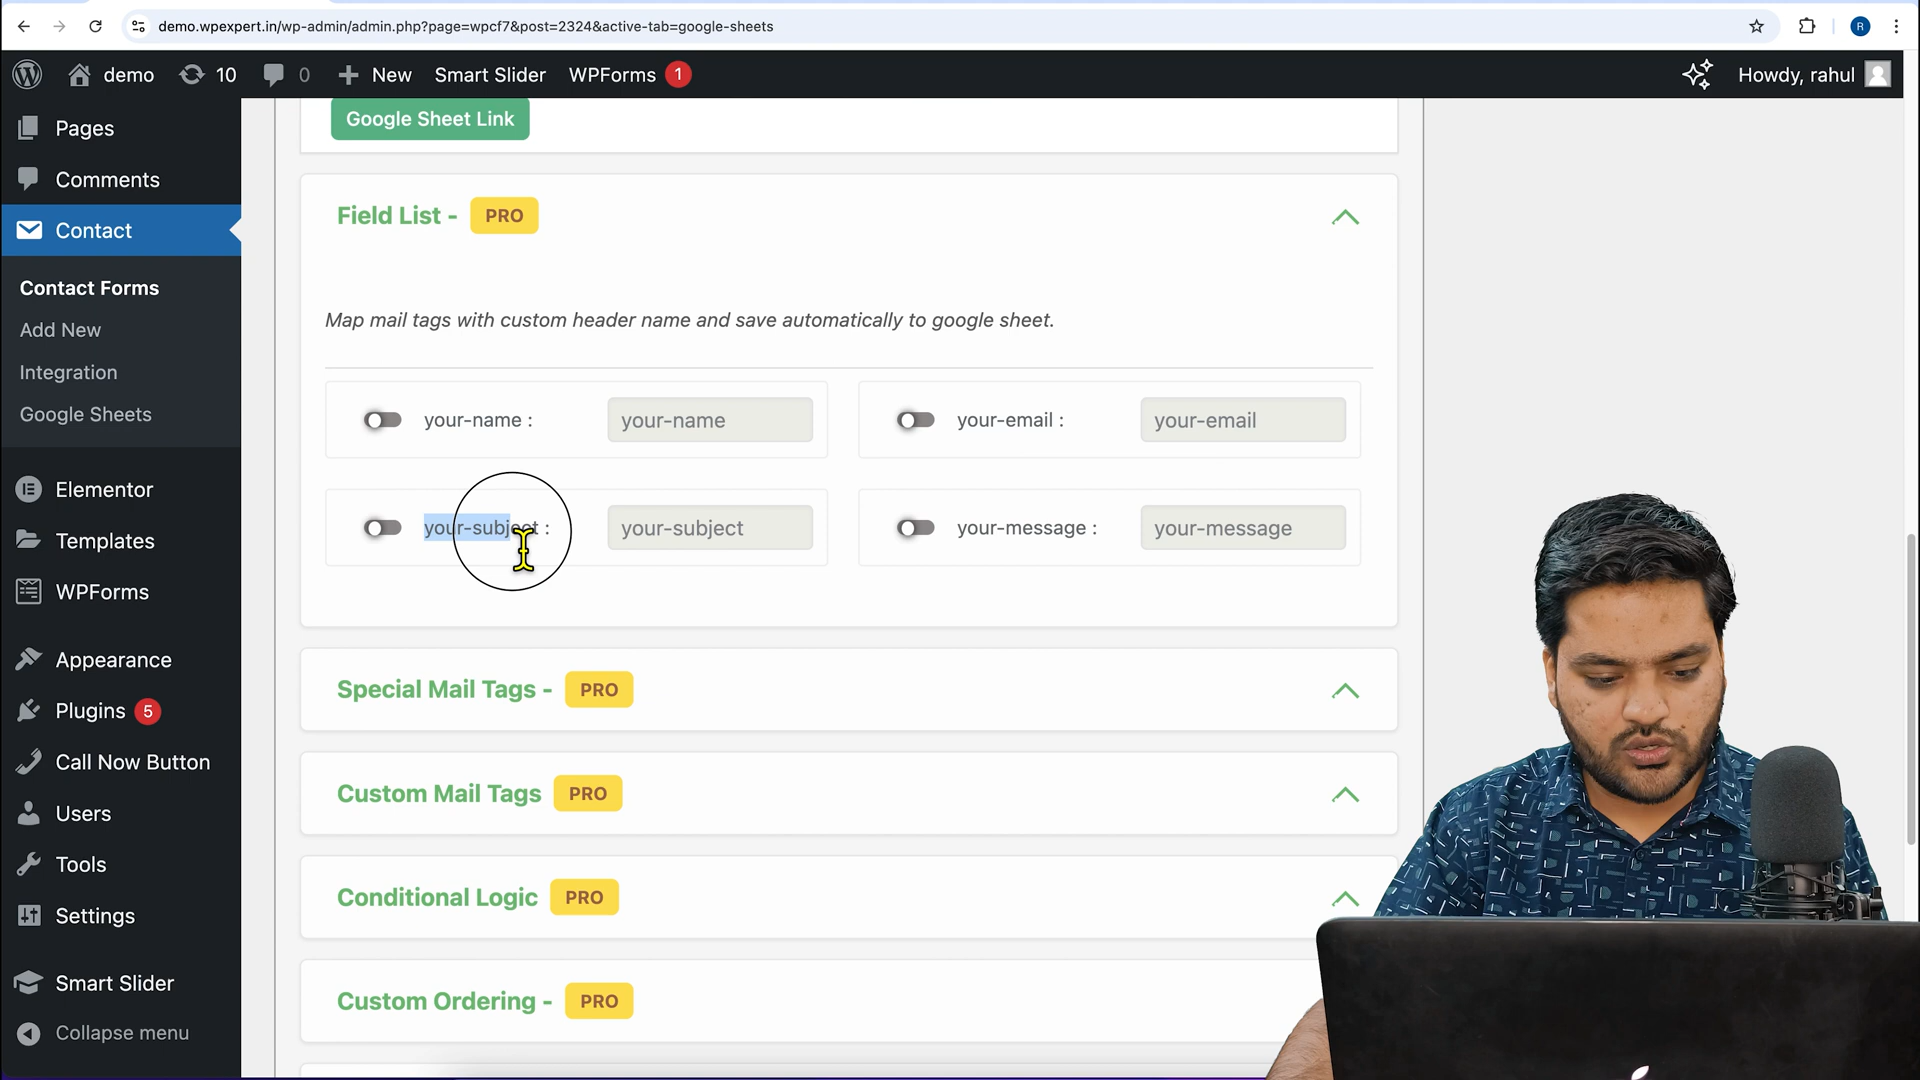 demo.wpexpert.in/wp-admin/admin.php?page=wpcf7&post=2324&active-tab=google-sheets
R
demo
10
0
New
Smart Slider
WPForms
1
Howdy, rahul
Pages
Comments
Contact
Contact Forms
Add New
Integration
Google Sheets
Elementor
Templates
WPForms
Appearance
Plugins
5
Call Now Button
Users
Tools
Settings
Smart Slider
Collapse menu
Google Sheet Link
Field List - PRO
Map mail tags with custom header name and save automatically to google sheet.
your-name : your-name
your-email : your-email
your-subject : your-subject
your-message : your-message
Special Mail Tags - PRO
Custom Mail Tags PRO
Conditional Logic PRO
Custom Ordering - PRO